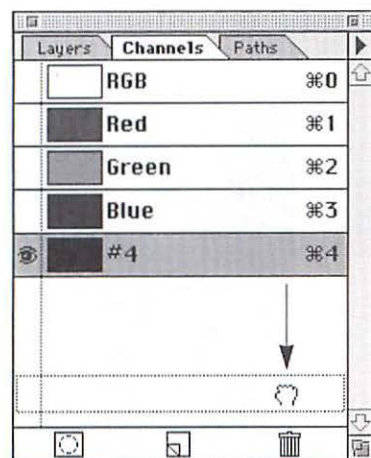 Layers Channels Paths
RGB ⌘0
Red ⌘1
Green ⌘2
Blue ⌘3
#4 ⌘4